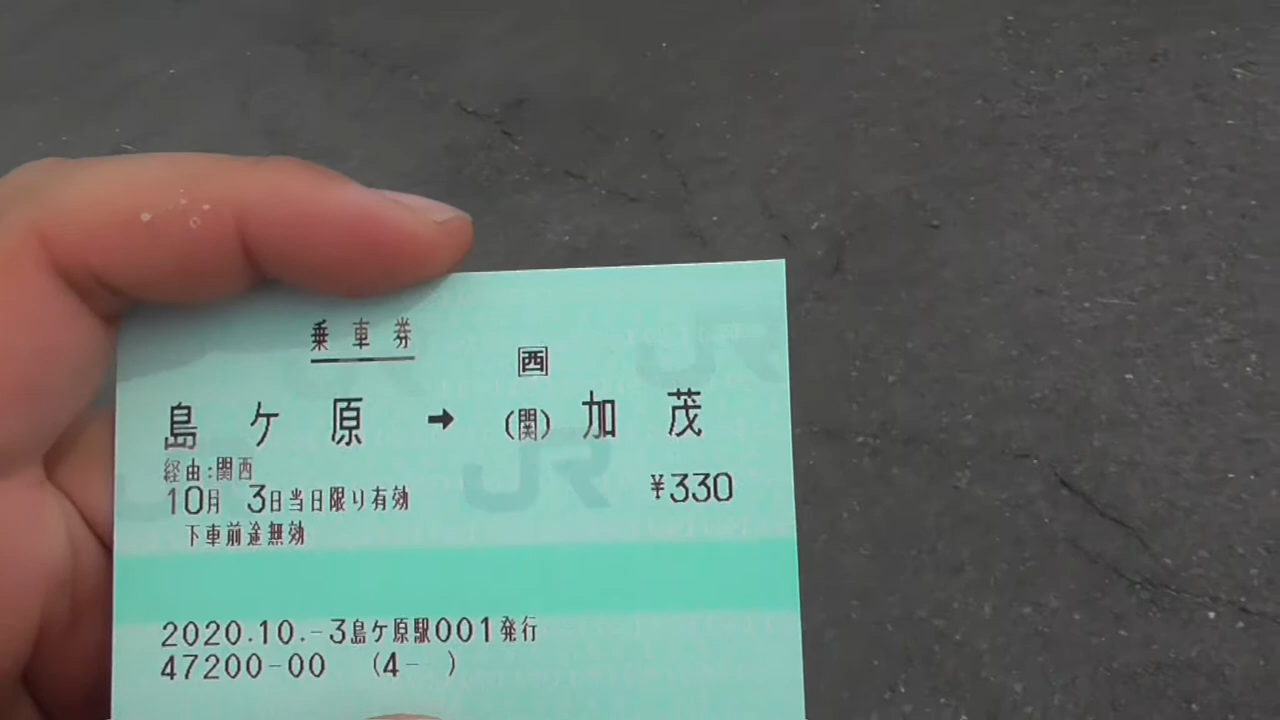 乗車券
西
島ケ原 → (関)加茂
経由:関西
¥330
10月 3日当日限り有効
下車前途無効
2020.10.-3島ケ原駅001発行
47200-00 (4- )